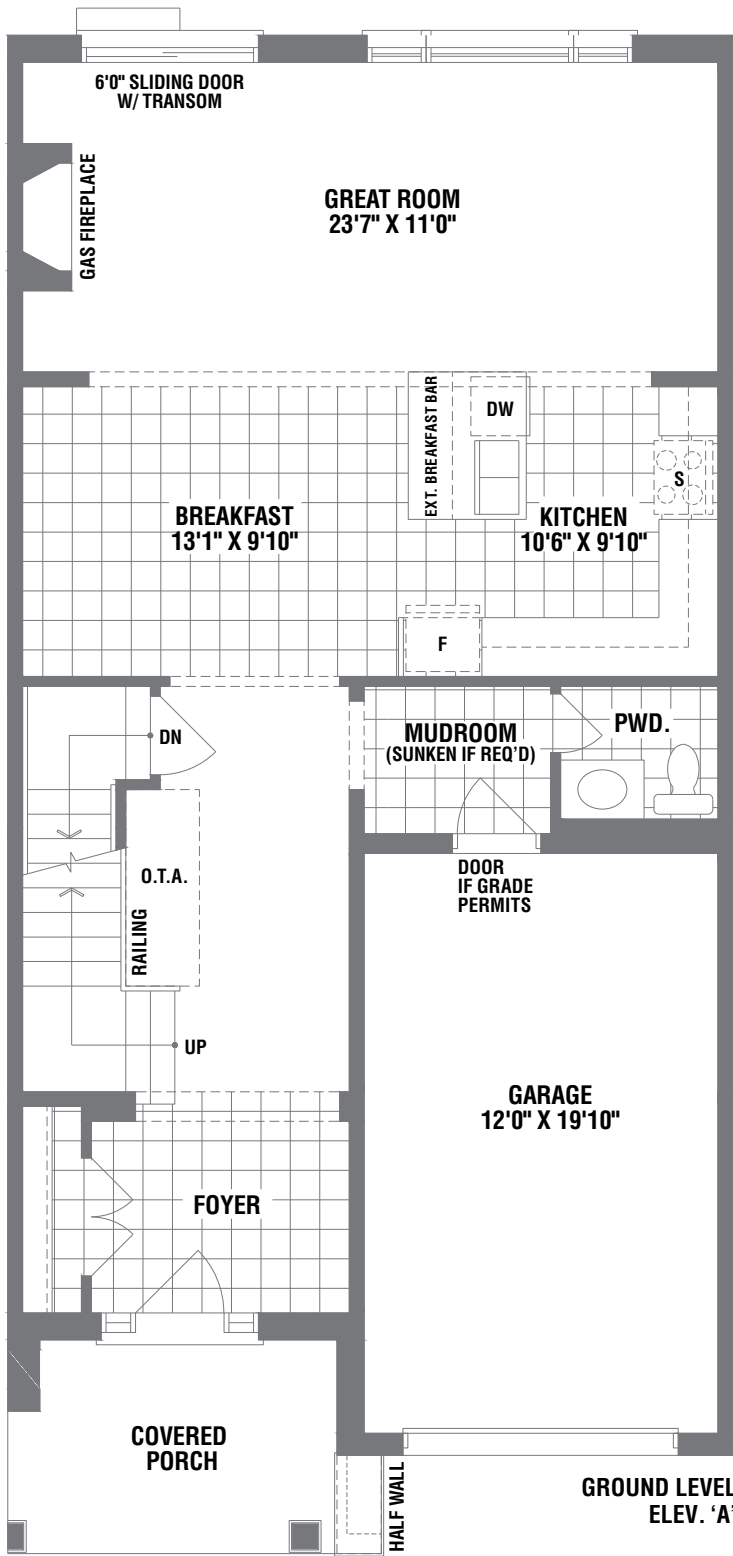 6'0" SLIDING DOOR
W/ TRANSOM
GAS FIREPLACE
GREAT ROOM
23'7" X 11'0"
EXT. BREAKFAST BAR
DW
S
BREAKFAST
13'1" X 9'10"
KITCHEN
10'6" X 9'10"
F
DN
MUDROOM
(SUNKEN IF REQ'D)
PWD.
O.T.A.
RAILING
DOOR
IF GRADE
PERMITS
UP
GARAGE
12'0" X 19'10"
FOYER
COVERED
PORCH
HALF WALL
GROUND LEVEL
ELEV. ‘A’